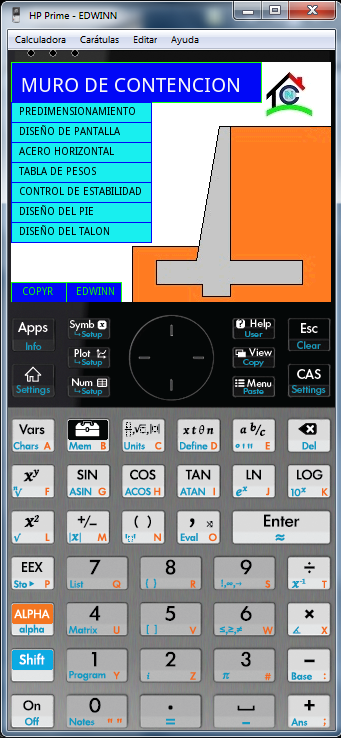 HP Prime - EDWINN
Calculadora Carátulas Editar Ayuda
MURO DE CONTENCION
PREDIMENSIONAMIENTO
DISEÑO DE PANTALLA
ACERO HORIZONTAL
TABLA DE PESOS
CONTROL DE ESTABILIDAD
DISEÑO DEL PIE
DISEÑO DEL TALON
COPYR EDWINN
Apps Symb Help Esc
Info Setup User Clear
Plot View
Setup Copy
Settings Num Menu CAS
Setup Paste Settings
Vars x t θ n a b/c
Chars A Mem B Units C Define D E Del
x^y SIN COS TAN LN LOG
F ASIN G ACOS H ATAN I e^x J 10^x K
x² +/- ( ) , Enter
√ L |x| M N Eval O ≈
EEX 7 8 9 ÷
Sto ▸ P List Q { } R !,∞,→ S x⁻¹ T
ALPHA 4 5 6 ×
alpha Matrix U [ ] V ≤,≥,≠ W ∡ X
Shift 1 2 3 −
Program Y i Z π # Base :
On 0 . +
Off Notes " " = _ Ans ;